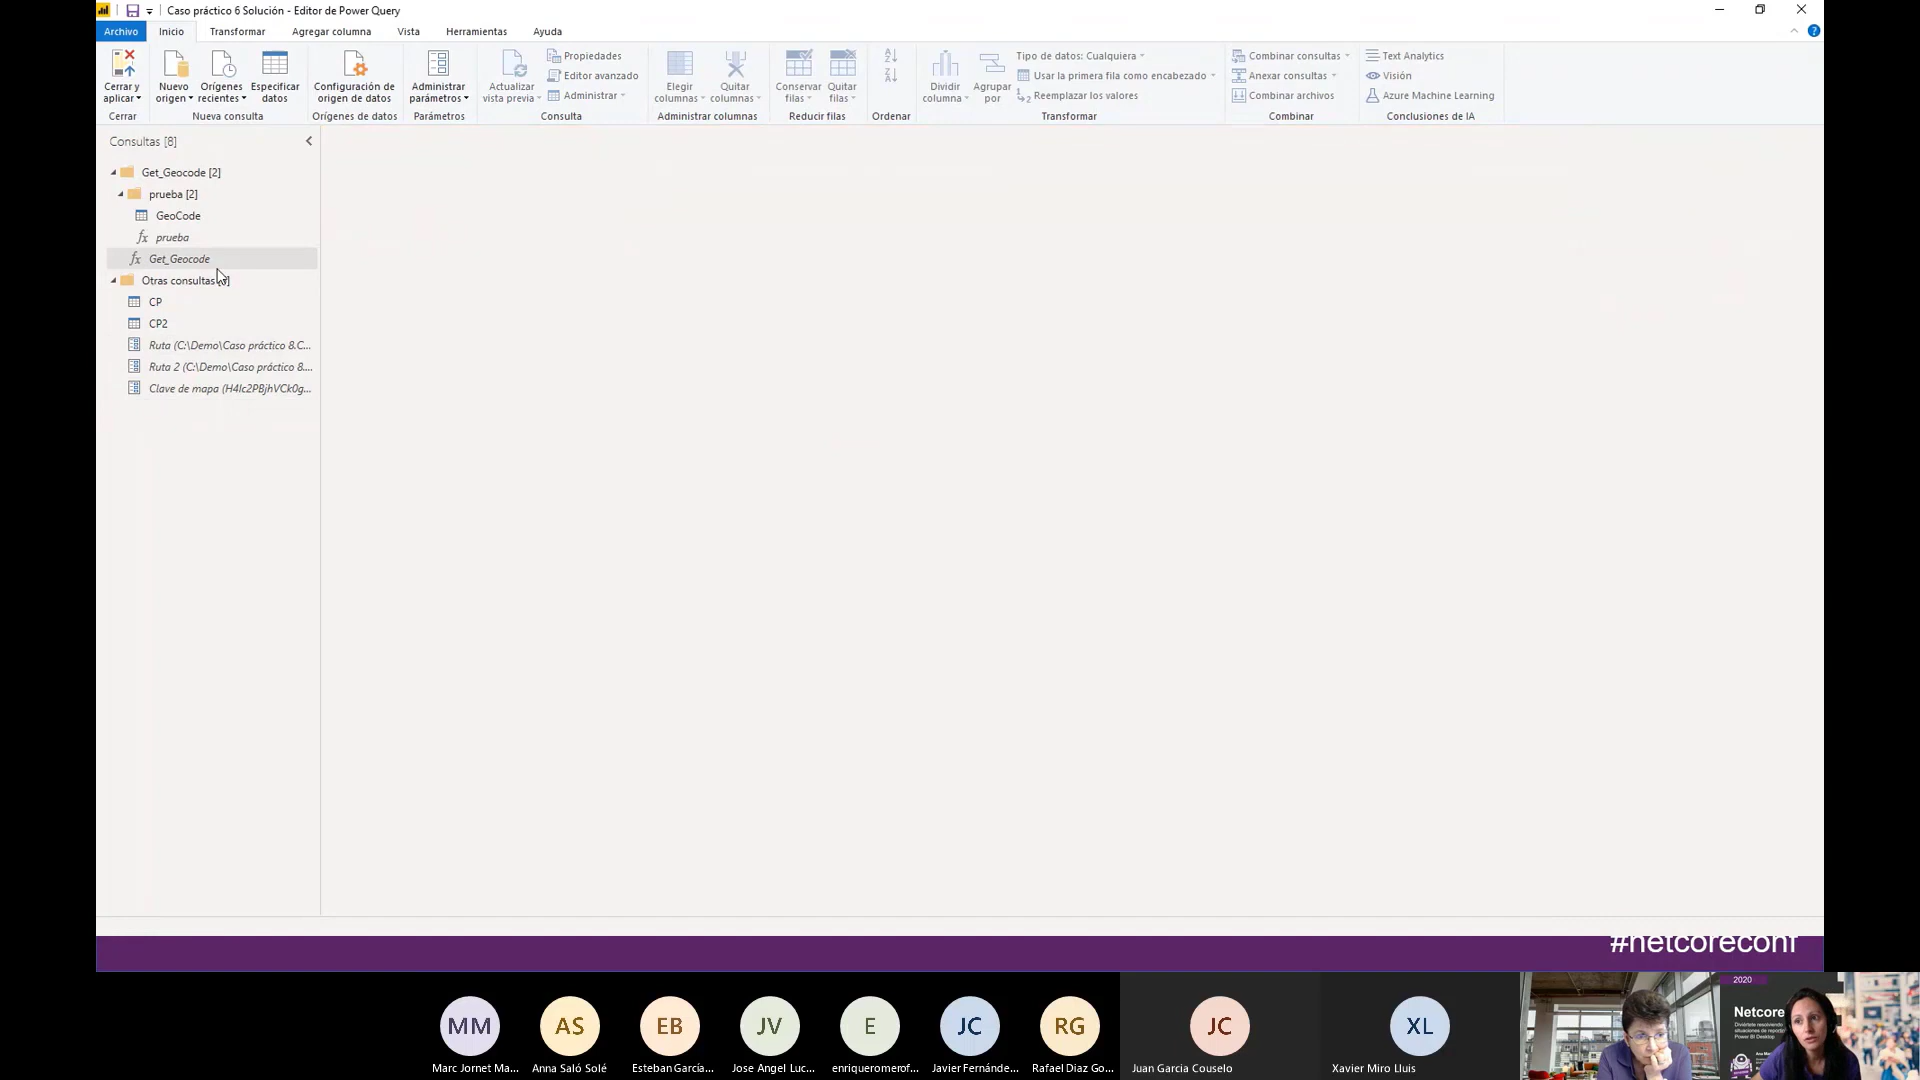 Caso práctico 6 Solución - Editor de Power Query
Archivo Inicio Transformar Agregar columna Vista Herramientas Ayuda
Cerrar y aplicar
Nuevo origen
Orígenes recientes
Especificar datos
Configuración de origen de datos
Administrar parámetros
Actualizar vista previa
Propiedades
Editor avanzado
Administrar
Elegir columnas
Quitar columnas
Conservar filas
Quitar filas
Dividir columna
Agrupar por
Tipo de datos: Cualquiera
Usar la primera fila como encabezado
Reemplazar los valores
Combinar consultas
Anexar consultas
Combinar archivos
Text Analytics
Visión
Azure Machine Learning
Cerrar Nueva consulta Orígenes de datos Parámetros Consulta Administrar columnas Reducir filas Ordenar Transformar Combinar Conclusiones de IA
Consultas [8]
Get_Geocode [2]
prueba [2]
GeoCode
fx prueba
fx Get_Geocode
Otras consultas
CP
CP2
Ruta (C:\Demo\Caso práctico 8.C...
Ruta 2 (C:\Demo\Caso práctico 8....
Clave de mapa (H4Ic2PBjhVCk0g...
#netcoreconf
MM AS EB JV E JC RG JC XL
Marc Jornet Ma... Anna Saló Solé Esteban García... Jose Angel Luc... enriqueromerof... Javier Fernánde... Rafael Diaz Go... Juan Garcia Couselo Xavier Miro Lluis
2020
Netcore
Power BI Desktop